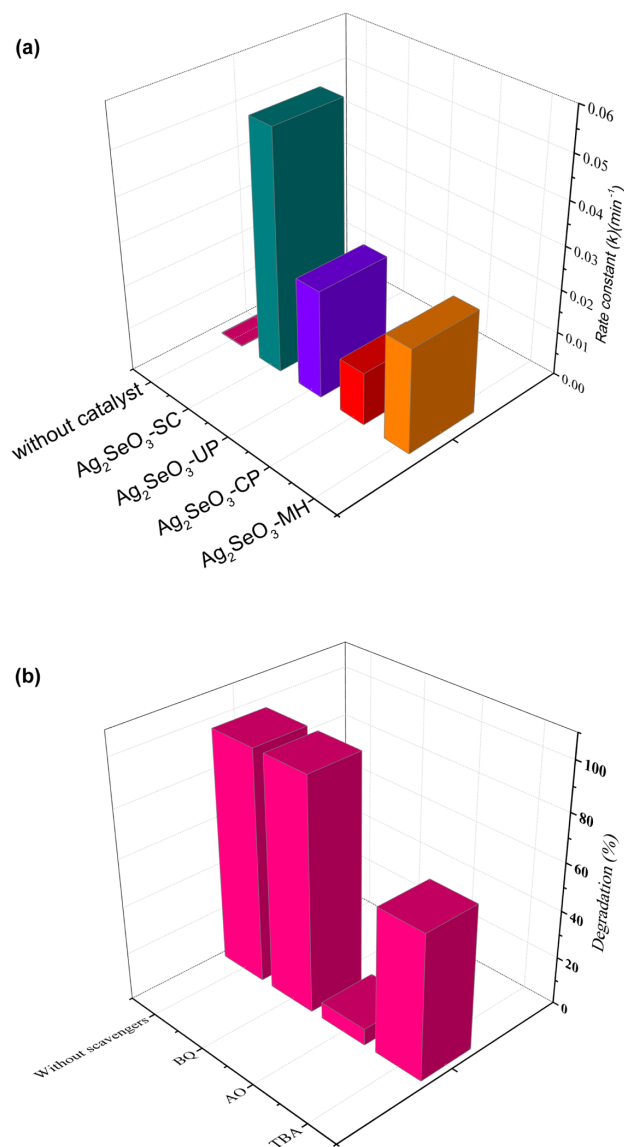 (a)
0.06
0.05
0.04
0.03
0.02
0.01
0.00
Rate constant (k)(min⁻¹)
without catalyst
Ag₂SeO₃-SC
Ag₂SeO₃-UP
Ag₂SeO₃-CP
Ag₂SeO₃-MH
(b)
100
80
60
40
20
0
Degradation (%)
Without scavengers
BQ
AO
TBA